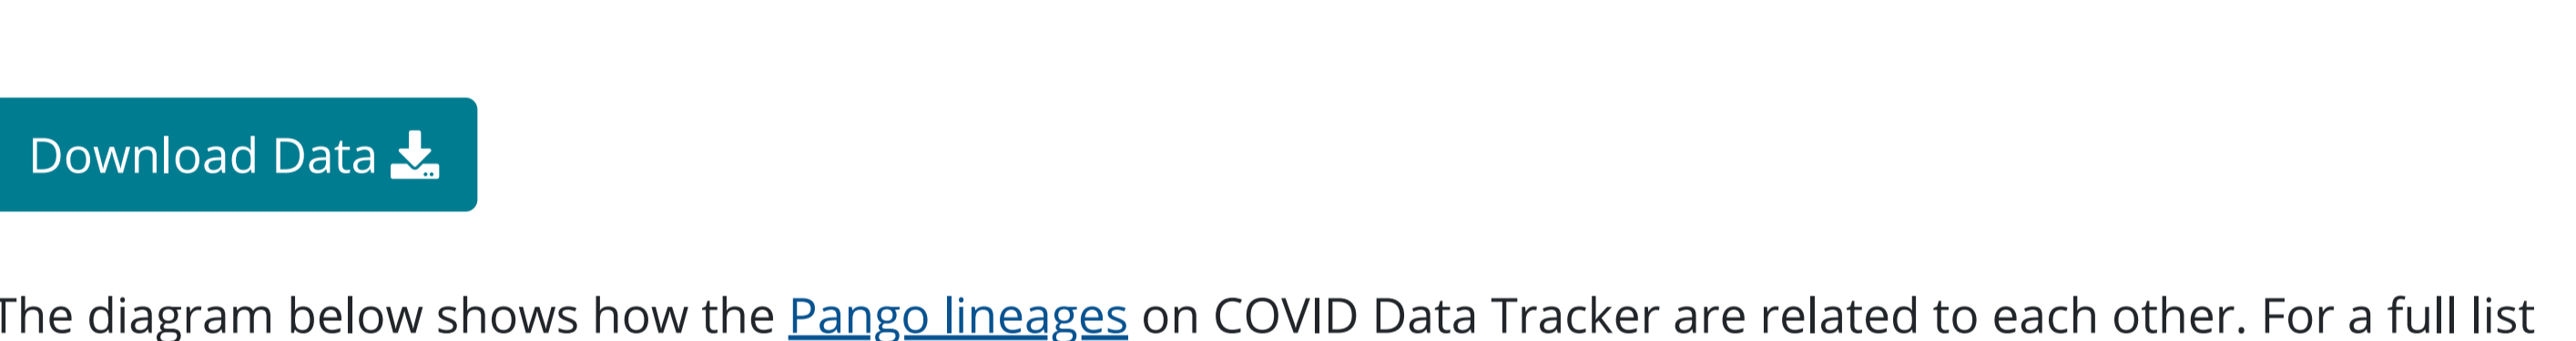 Download Data
The diagram below shows how the Pango lineages on COVID Data Tracker are related to each other. For a full list